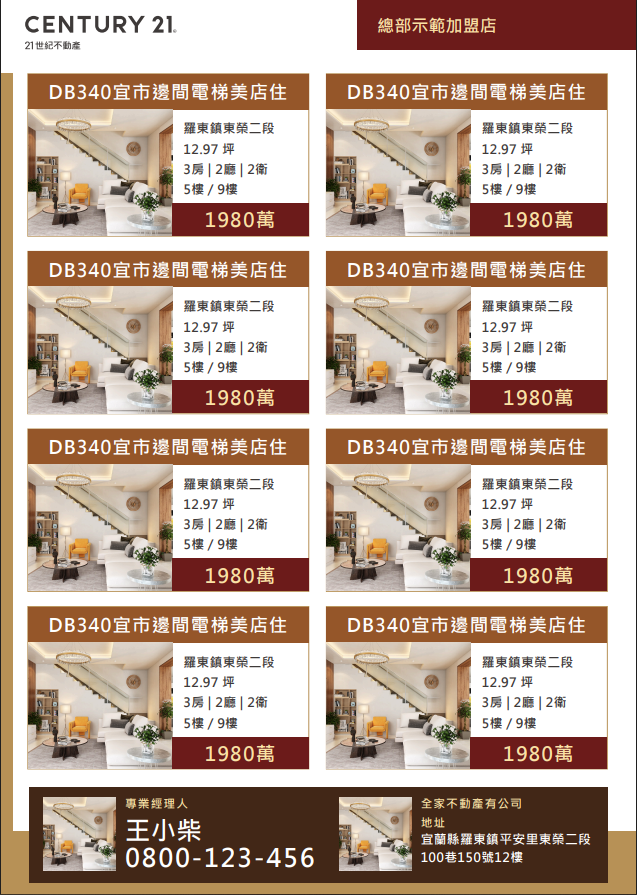 CENTURY 21®
21世紀不動產
總部示範加盟店
DB340宜市邊間電梯美店住
羅東鎮東榮二段
12.97 坪
3房 | 2廳 | 2衛
5樓 / 9樓
1980萬
DB340宜市邊間電梯美店住
羅東鎮東榮二段
12.97 坪
3房 | 2廳 | 2衛
5樓 / 9樓
1980萬
DB340宜市邊間電梯美店住
羅東鎮東榮二段
12.97 坪
3房 | 2廳 | 2衛
5樓 / 9樓
1980萬
DB340宜市邊間電梯美店住
羅東鎮東榮二段
12.97 坪
3房 | 2廳 | 2衛
5樓 / 9樓
1980萬
DB340宜市邊間電梯美店住
羅東鎮東榮二段
12.97 坪
3房 | 2廳 | 2衛
5樓 / 9樓
1980萬
DB340宜市邊間電梯美店住
羅東鎮東榮二段
12.97 坪
3房 | 2廳 | 2衛
5樓 / 9樓
1980萬
DB340宜市邊間電梯美店住
羅東鎮東榮二段
12.97 坪
3房 | 2廳 | 2衛
5樓 / 9樓
1980萬
DB340宜市邊間電梯美店住
羅東鎮東榮二段
12.97 坪
3房 | 2廳 | 2衛
5樓 / 9樓
1980萬
專業經理人
王小柴
0800-123-456
全家不動產有公司
地址
宜蘭縣羅東鎮平安里東榮二段
100巷150號12樓